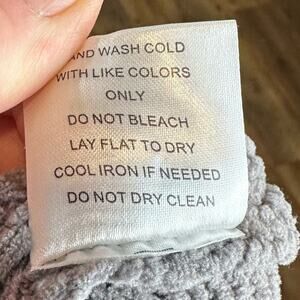 AND WASH COLD
WITH LIKE COLORS
ONLY
DO NOT BLEACH
LAY FLAT TO DRY
COOL IRON IF NEEDED
DO NOT DRY CLEAN